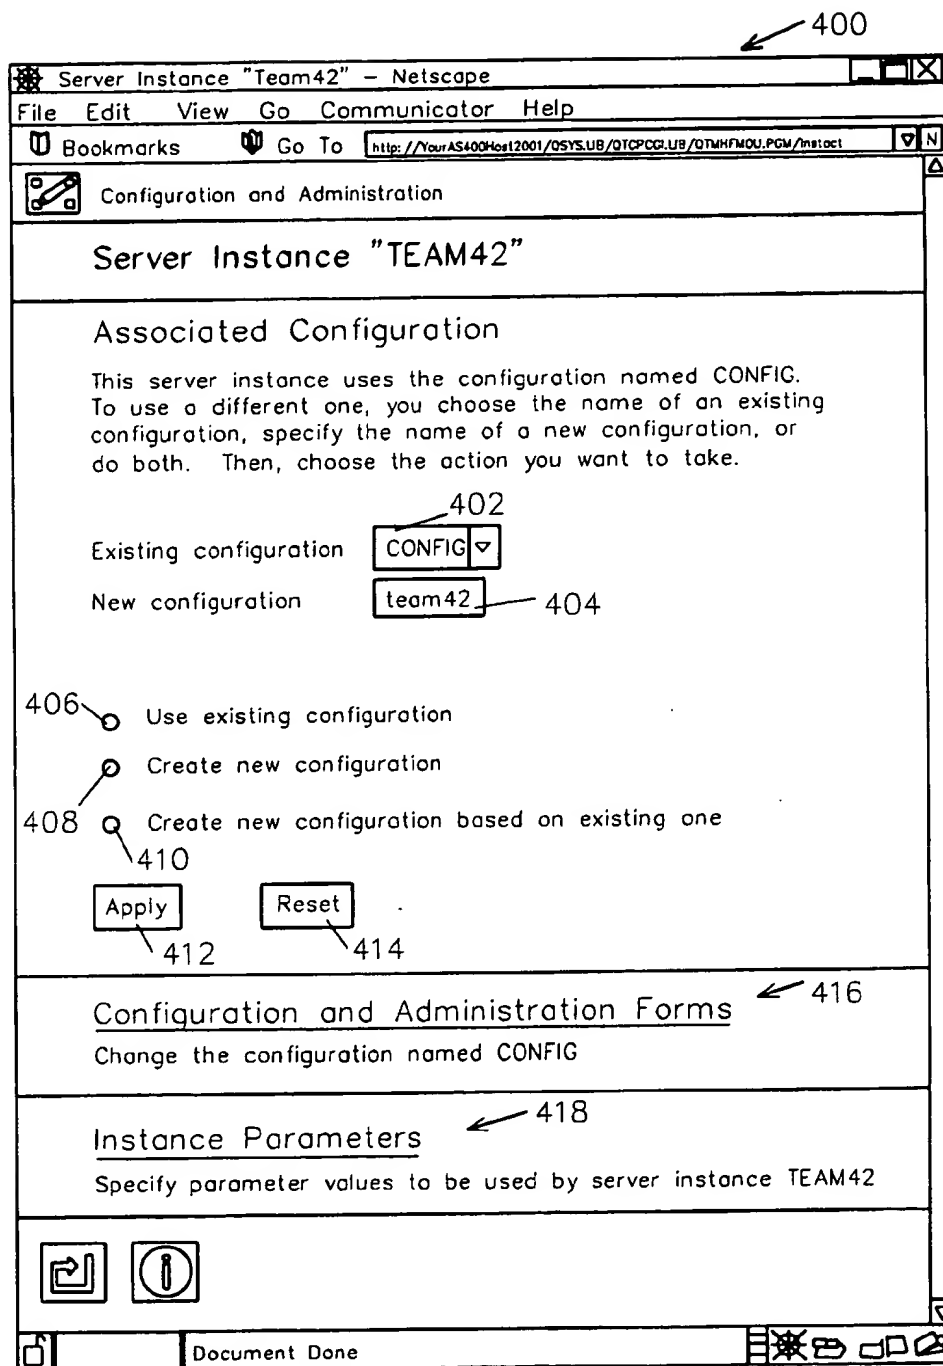 400
Server Instance "Team42" – Netscape
File Edit View Go Communicator Help
Bookmarks Go To http://YourAS400Host2001/QSYS.LIB/QTCPCGI.LIB/QTMHFMOU.PGM/instact N
Configuration and Administration
Server Instance "TEAM42"
Associated Configuration
This server instance uses the configuration named CONFIG.
To use a different one, you choose the name of an existing
configuration, specify the name of a new configuration, or
do both. Then, choose the action you want to take.
402
Existing configuration CONFIG
New configuration team42 404
406 Use existing configuration
Create new configuration
408 Create new configuration based on existing one
410
Apply Reset
412 414
Configuration and Administration Forms 416
Change the configuration named CONFIG
Instance Parameters 418
Specify parameter values to be used by server instance TEAM42
i
Document Done